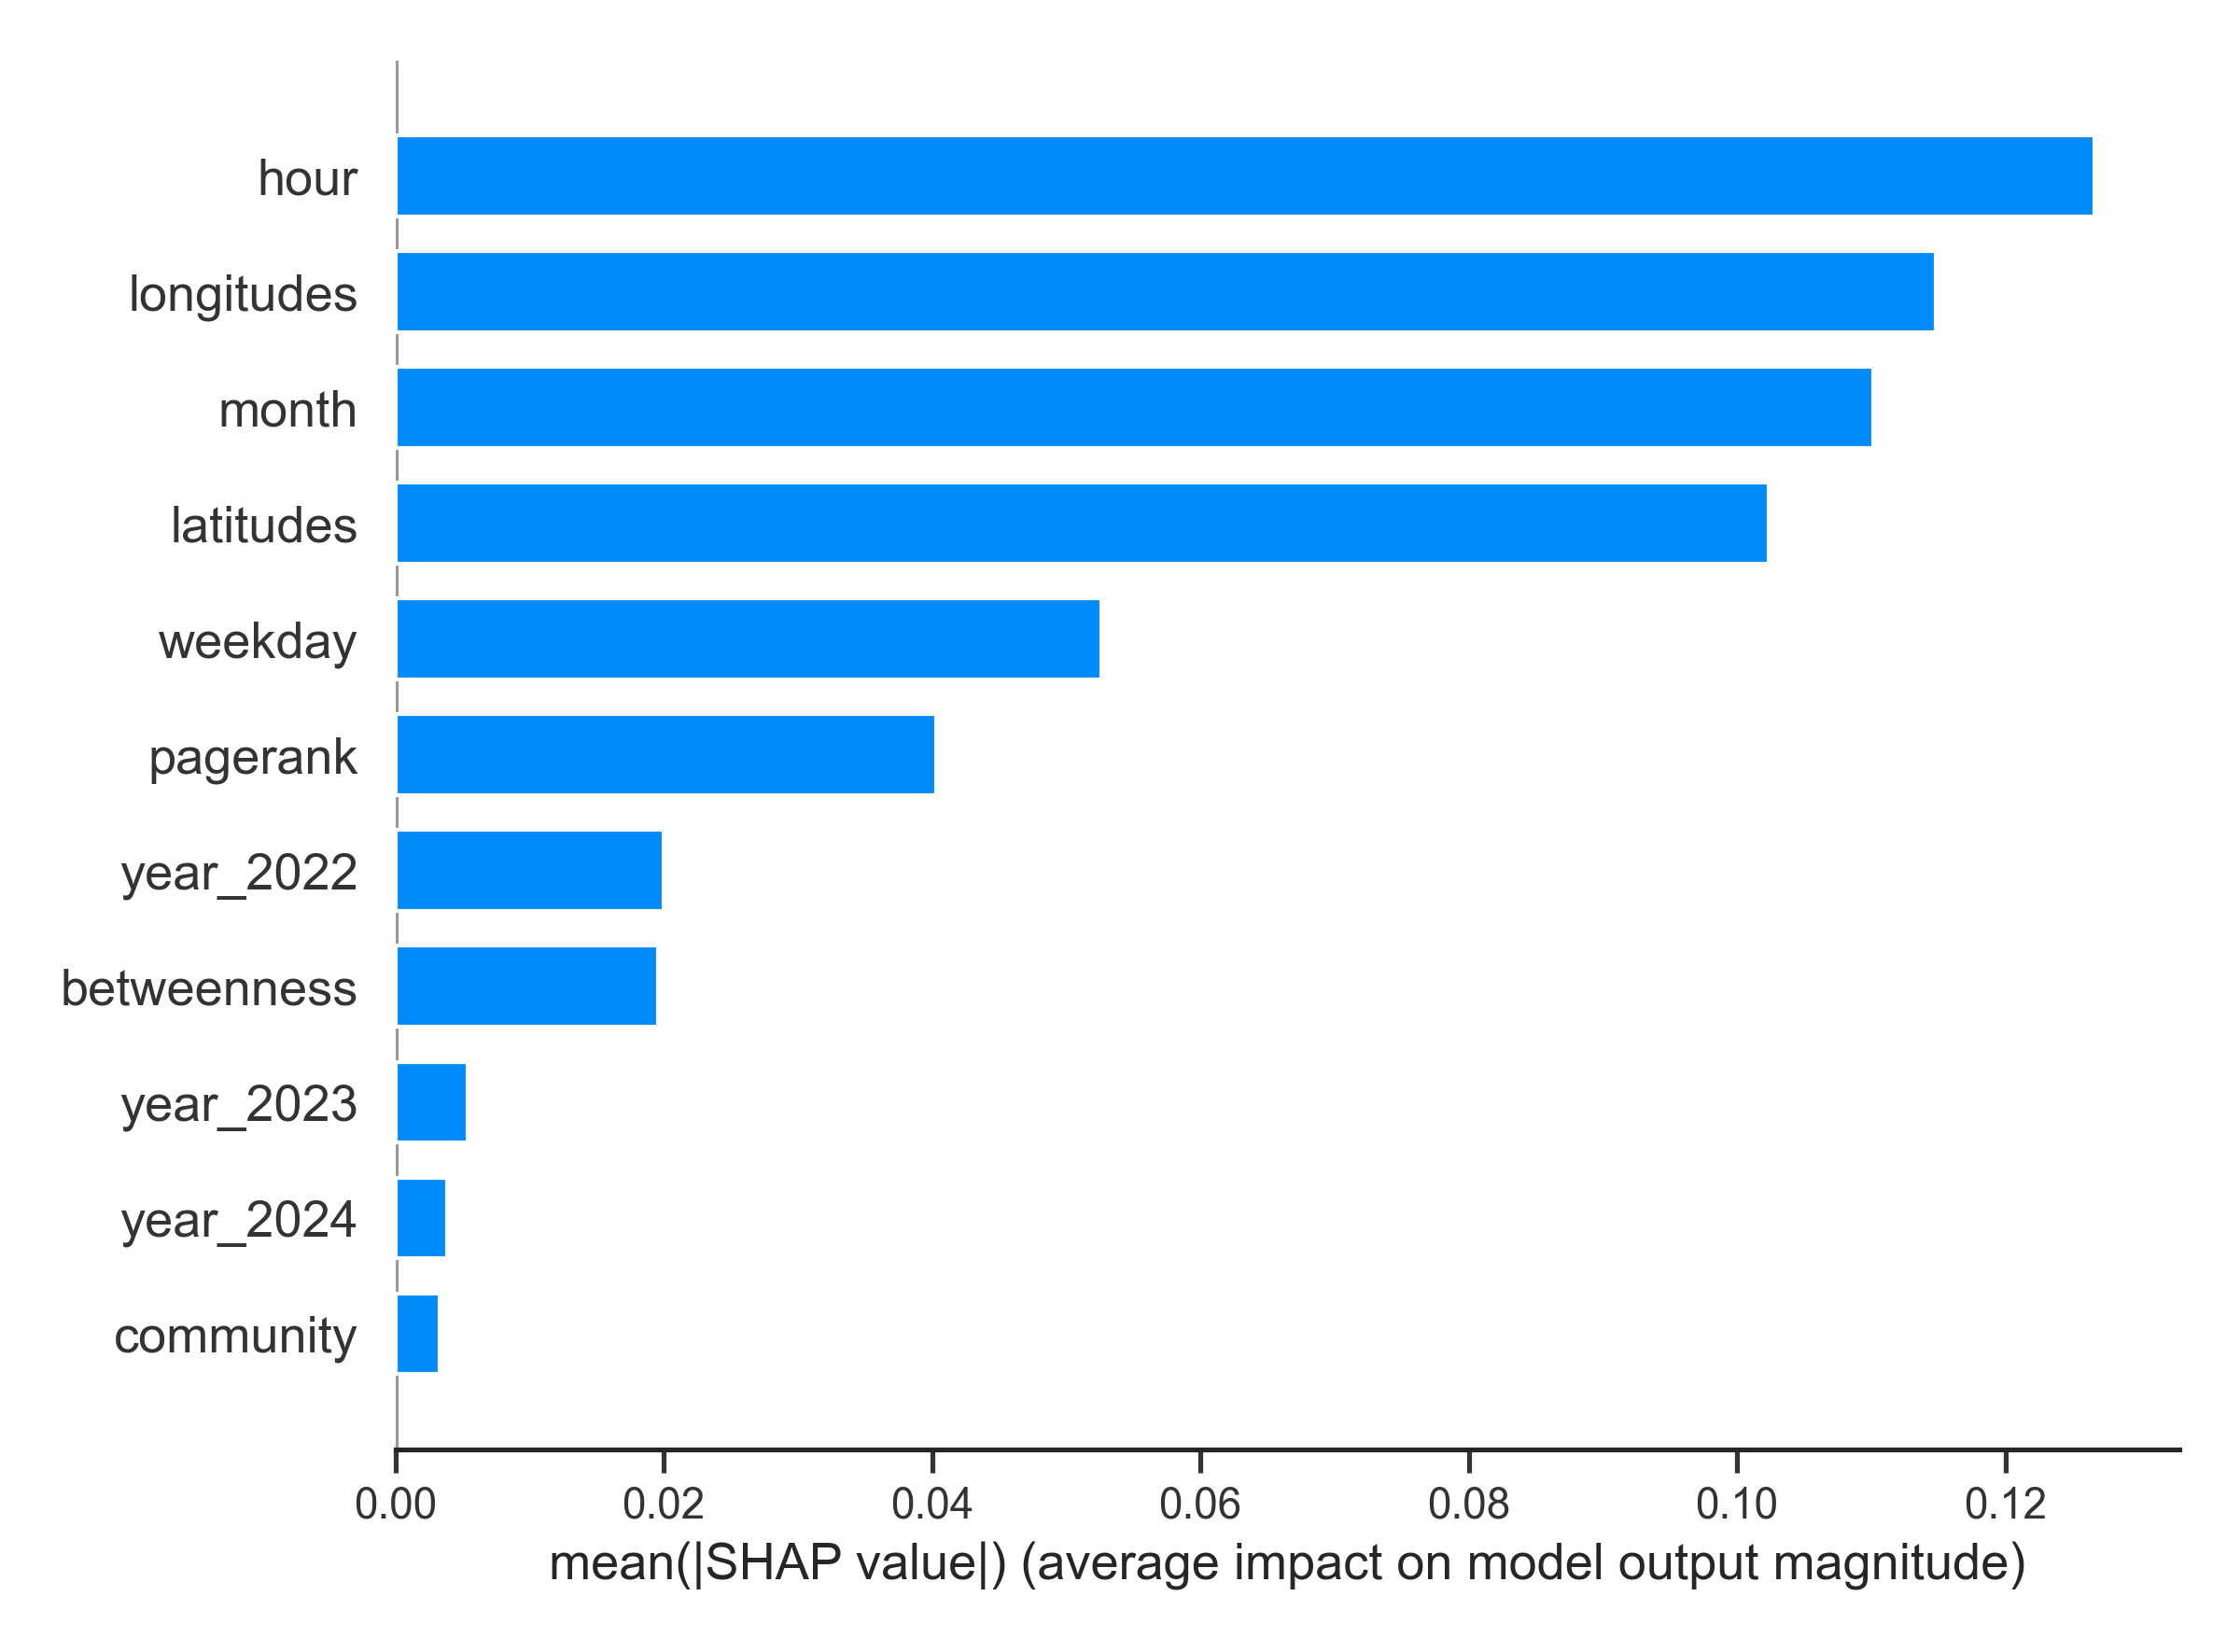 hour
longitudes
month
latitudes
weekday
pagerank
year_2022
betweenness
year_2023
year_2024
community
0.00 0.02 0.04 0.06 0.08 0.10 0.12
mean(|SHAP value|) (average impact on model output magnitude)